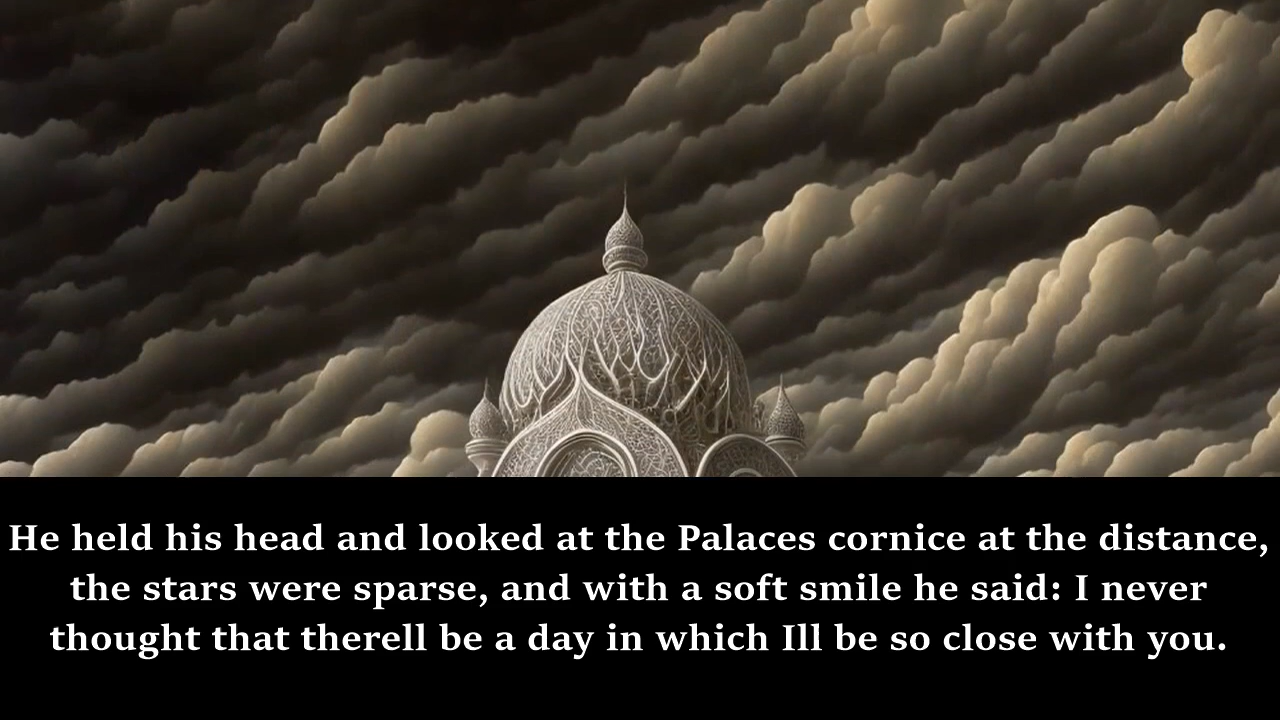 He held his head and looked at the Palaces cornice at the distance,
the stars were sparse, and with a soft smile he said: I never
thought that therell be a day in which Ill be so close with you.